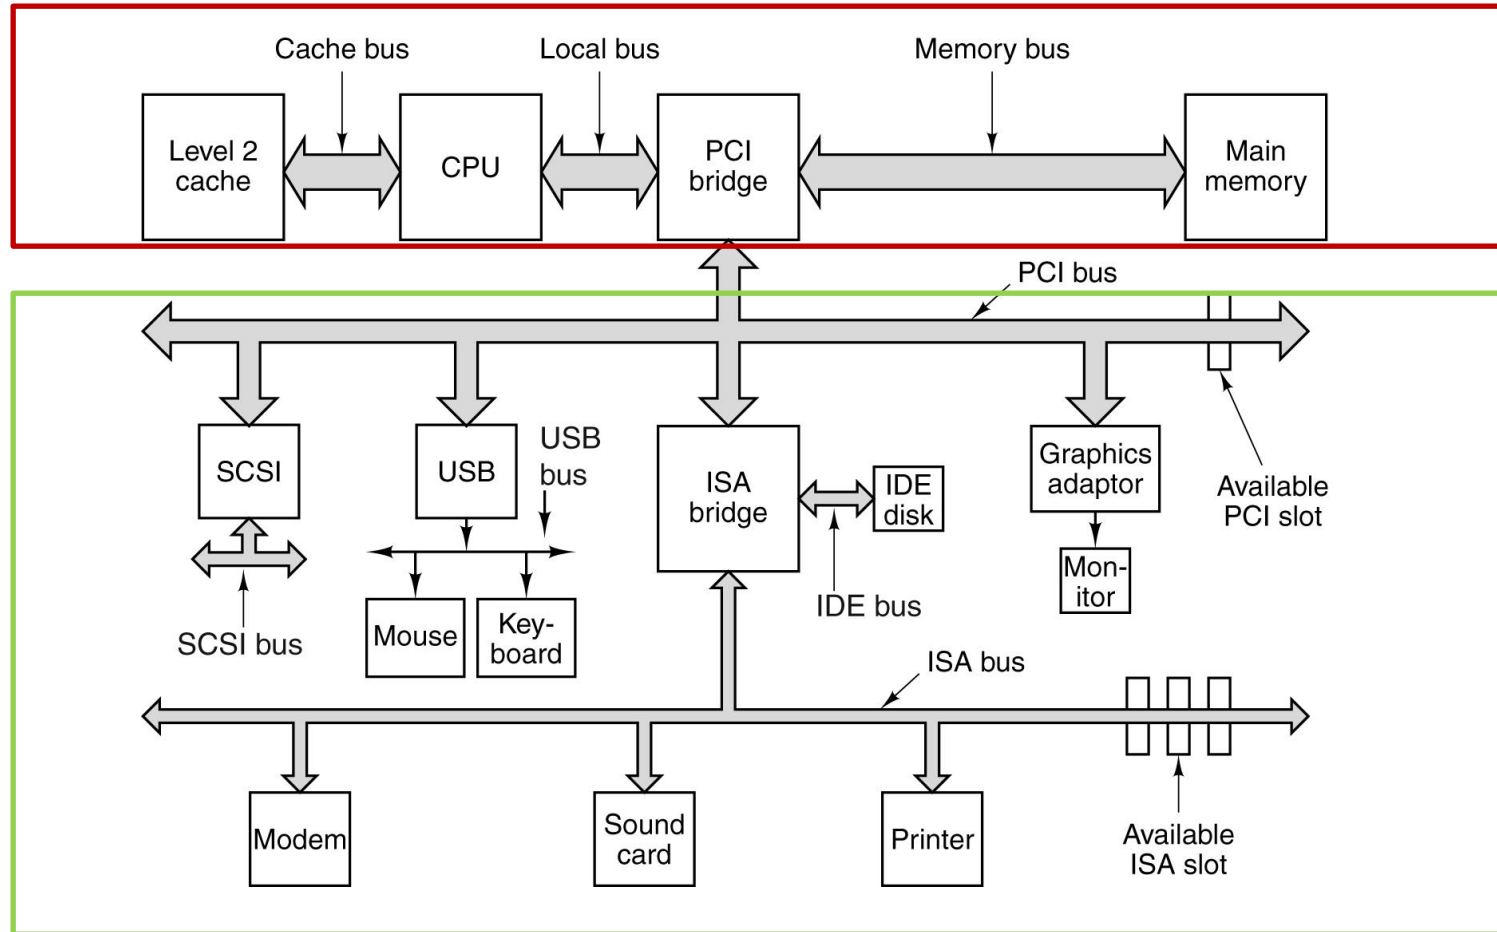 Cache bus
Local bus
Memory bus
Level 2
cache
CPU
PCI
bridge
Main
memory
PCI bus
SCSI
USB
USB
bus
ISA
bridge
IDE
disk
Graphics
adaptor
Available
PCI slot
Mon-
itor
IDE bus
SCSI bus
Mouse
Key-
board
ISA bus
Modem
Sound
card
Printer
Available
ISA slot